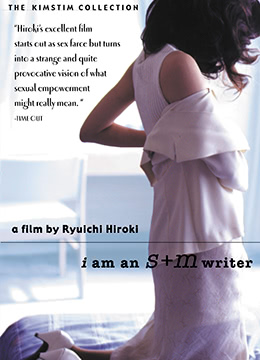 THE KIMSTIM COLLECTION
"Hiroki's excellent film
starts out as sex farce but turns
into a strange and quite
provocative vision of what
sexual empowerment
might really mean."
-TIME OUT
a film by Ryuichi Hiroki
i am an s+m writer